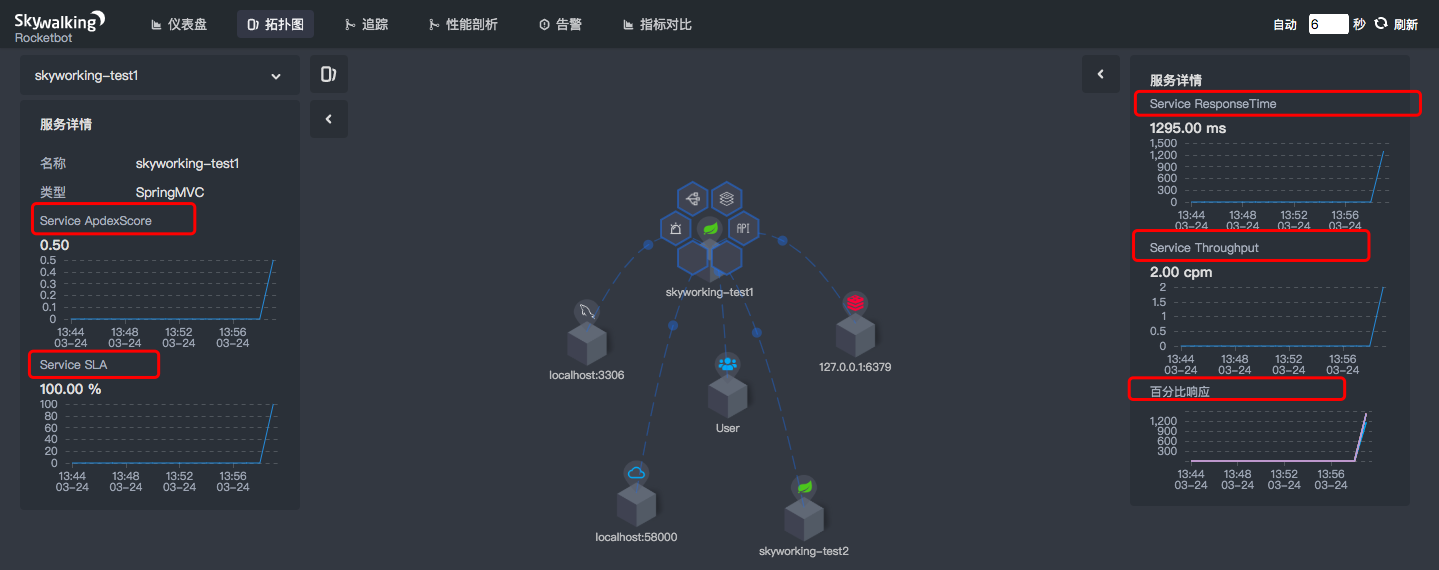 Skywalking
Rocketbot
仪表盘
拓扑图
追踪
性能剖析
告警
指标对比
自动 6 秒 刷新
skyworking-test1
服务详情
名称 skyworking-test1
类型 SpringMVC
Service ApdexScore
0.50
0.5
0.4
0.3
0.2
0.1
0
13:44 13:48 13:52 13:56
03-24 03-24 03-24 03-24
Service SLA
100.00 %
100
80
60
40
20
0
13:44 13:48 13:52 13:56
03-24 03-24 03-24 03-24
API
skyworking-test1
localhost:3306
127.0.0.1:6379
User
localhost:58000
skyworking-test2
服务详情
Service ResponseTime
1295.00 ms
1,500
1,200
900
600
300
0
13:44 13:48 13:52 13:56
03-24 03-24 03-24 03-24
Service Throughput
2.00 cpm
2
1.5
1
0.5
0
13:44 13:48 13:52 13:56
03-24 03-24 03-24 03-24
百分比响应
1,200
900
600
300
13:44 13:48 13:52 13:56
03-24 03-24 03-24 03-24